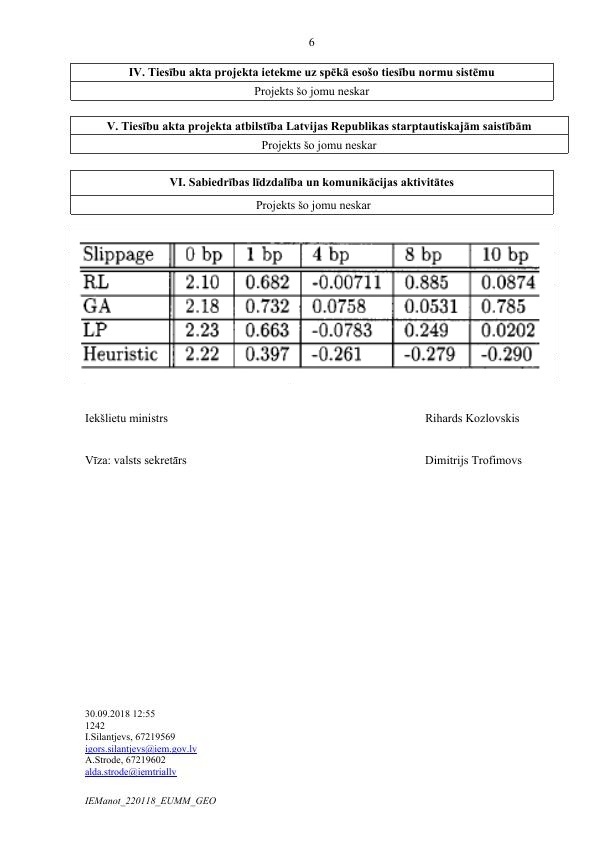 6
IV. Tiesību akta projekta ietekme uz spēkā esošo tiesību normu sistēmu
Projekts šo jomu neskar
V. Tiesību akta projekta atbilstība Latvijas Republikas starptautiskajām saistībām
Projekts šo jomu neskar
VI. Sabiedrības līdzdalība un komunikācijas aktivitātes
Projekts šo jomu neskar
Slippage 0 bp 1 bp 4 bp 8 bp 10 bp
RL 2.10 0.682 -0.00711 0.885 0.0874
GA 2.18 0.732 0.0758 0.0531 0.785
LP 2.23 0.663 -0.0783 0.249 0.0202
Heuristic 2.22 0.397 -0.261 -0.279 -0.290
Iekšlietu ministrs Rihards Kozlovskis
Vīza: valsts sekretārs Dimitrijs Trofimovs
30.09.2018 12:55
1242
I.Silantjevs, 67219569
igors.silantjevs@iem.gov.lv
A.Strode, 67219602
alda.strode@iemtriallv
IEManot_220118_EUMM_GEO